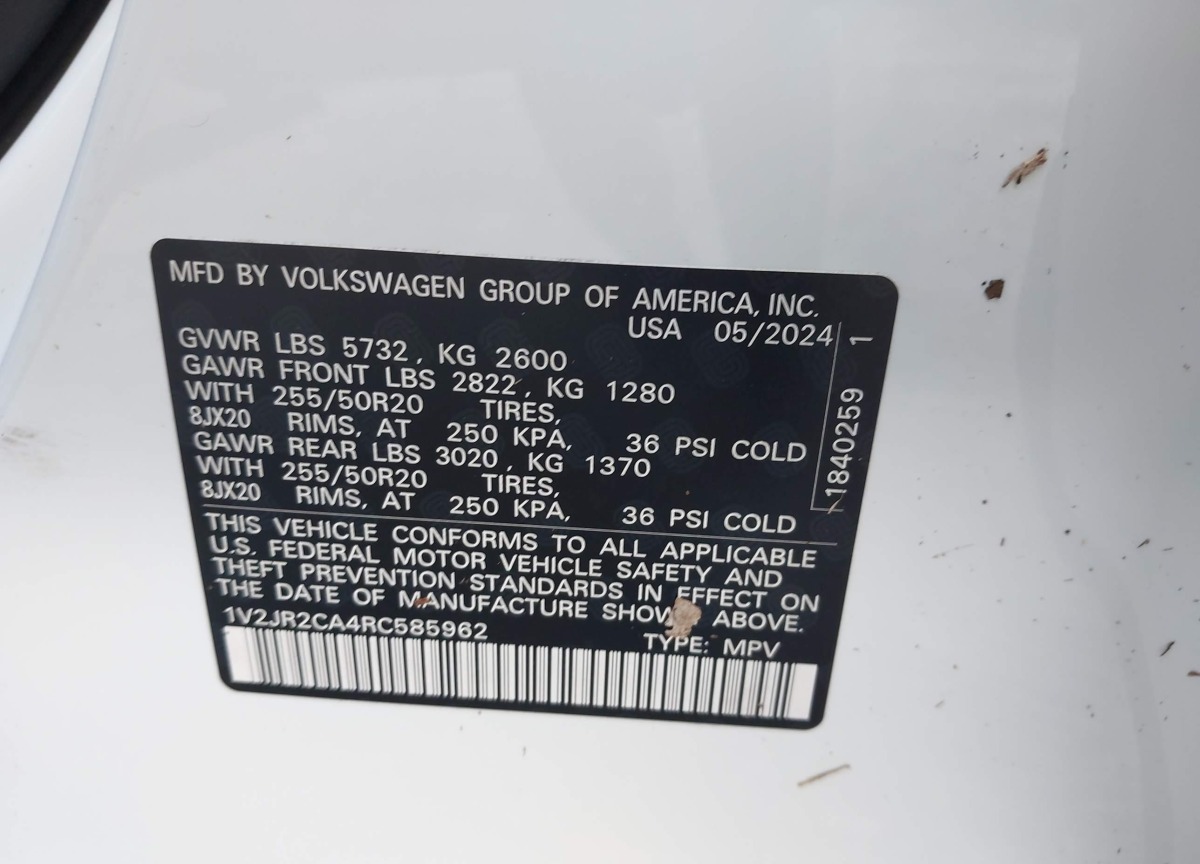 MFD BY VOLKSWAGEN GROUP OF AMERICA, INC.
USA 05/2024
GVWR LBS 5732, KG 2600
GAWR FRONT LBS 2822, KG 1280
WITH 255/50R20 TIRES,
8JX20 RIMS, AT 250 KPA, 36 PSI COLD
GAWR REAR LBS 3020, KG 1370
WITH 255/50R20 TIRES,
8JX20 RIMS, AT 250 KPA, 36 PSI COLD
1840259 1
THIS VEHICLE CONFORMS TO ALL APPLICABLE
U.S. FEDERAL MOTOR VEHICLE SAFETY AND
THEFT PREVENTION STANDARDS IN EFFECT ON
THE DATE OF MANUFACTURE SHOWN ABOVE.
1V2JR2CA4RC585962 TYPE: MPV